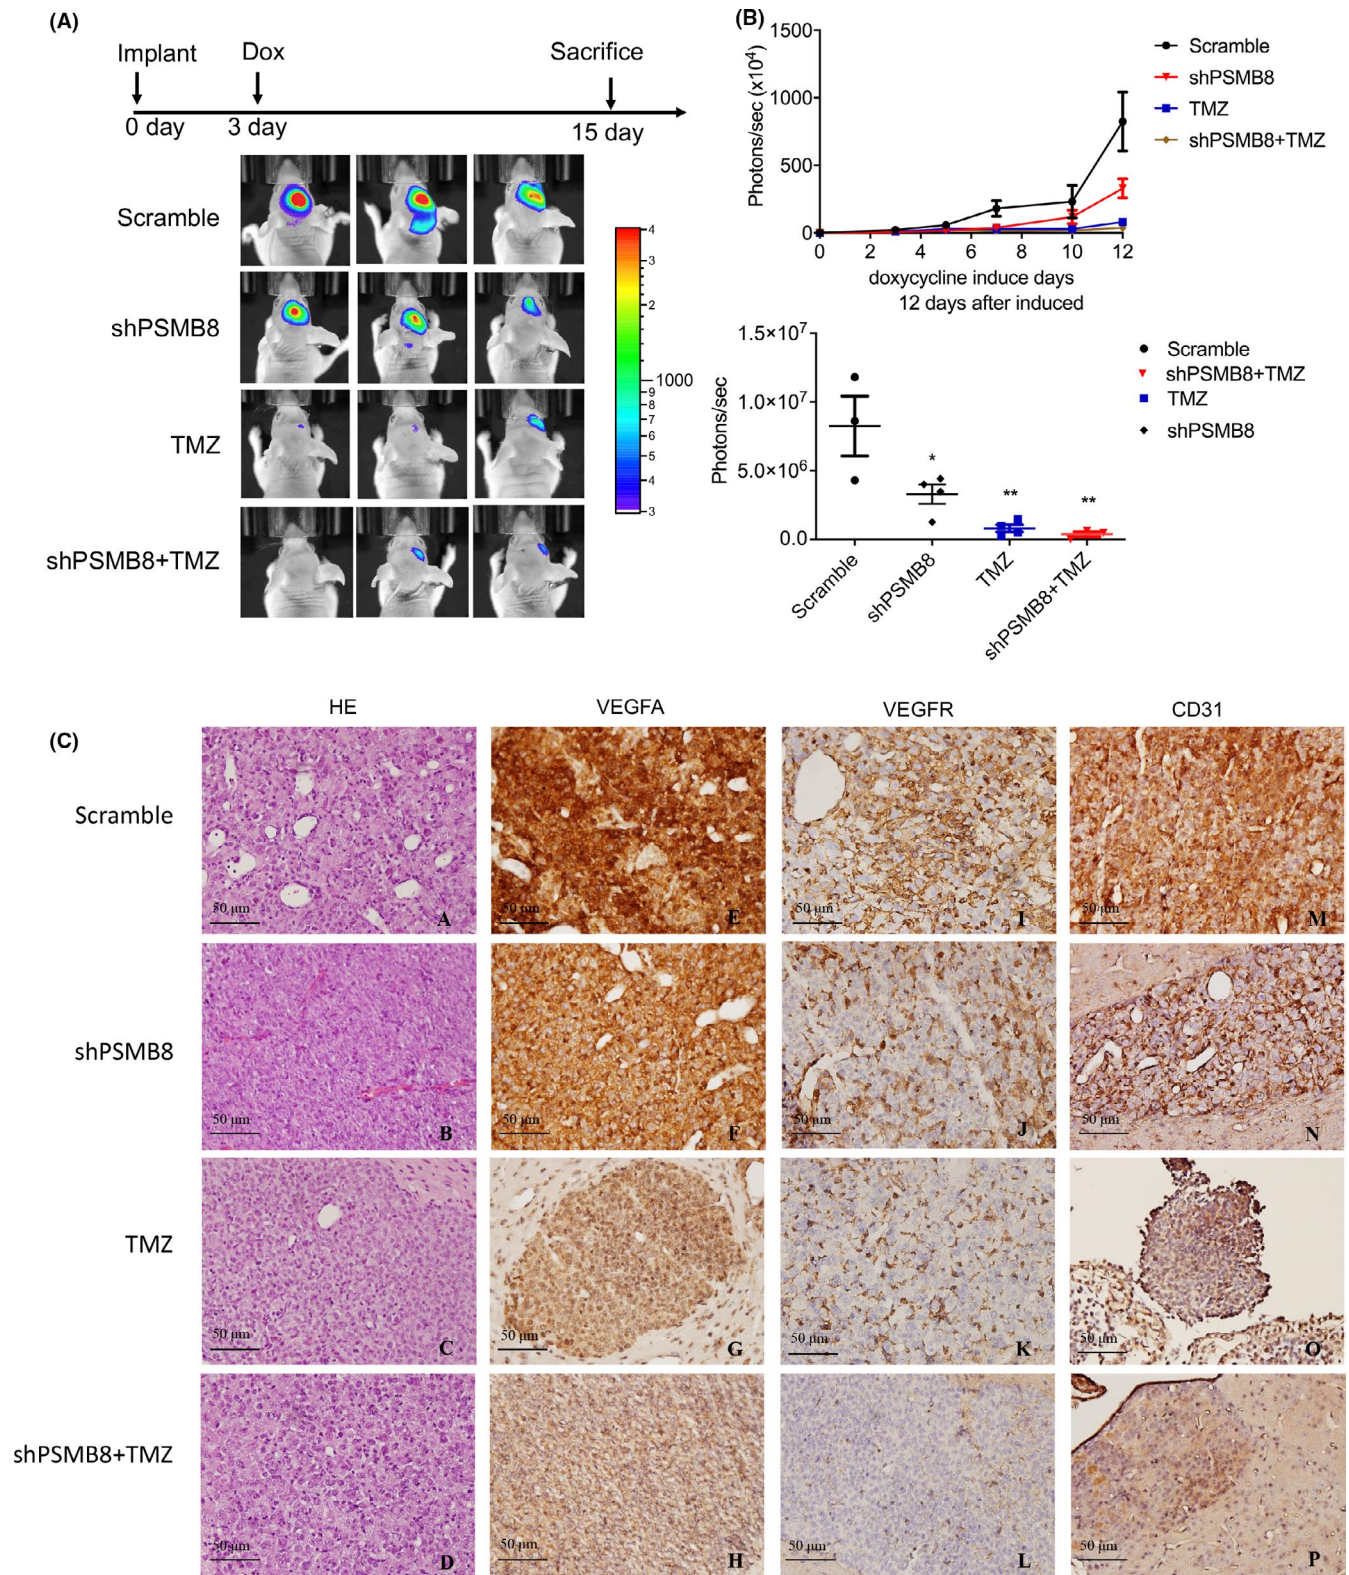 (A)
Implant Dox Sacrifice
0 day 3 day 15 day
Scramble
shPSMB8
TMZ
shPSMB8+TMZ
4
3
2
1000
9
8
7
6
5
4
3
(B)
Photons/sec (x10⁴)
1500
1000
500
0
0 2 4 6 8 10 12
doxycycline induce days
Scramble
shPSMB8
TMZ
shPSMB8+TMZ
12 days after induced
Photons/sec
1.5×10⁷
1.0×10⁷
5.0×10⁶
0.0
* ** **
Scramble shPSMB8 TMZ shPSMB8+TMZ
Scramble
shPSMB8+TMZ
TMZ
shPSMB8
(C)
HE VEGFA VEGFR CD31
Scramble
50 μm A 50 μm E 50 μm I 50 μm M
shPSMB8
50 μm B 50 μm F 50 μm J 50 μm N
TMZ
50 μm C 50 μm G 50 μm K 50 μm O
shPSMB8+TMZ
50 μm D 50 μm H 50 μm L 50 μm P